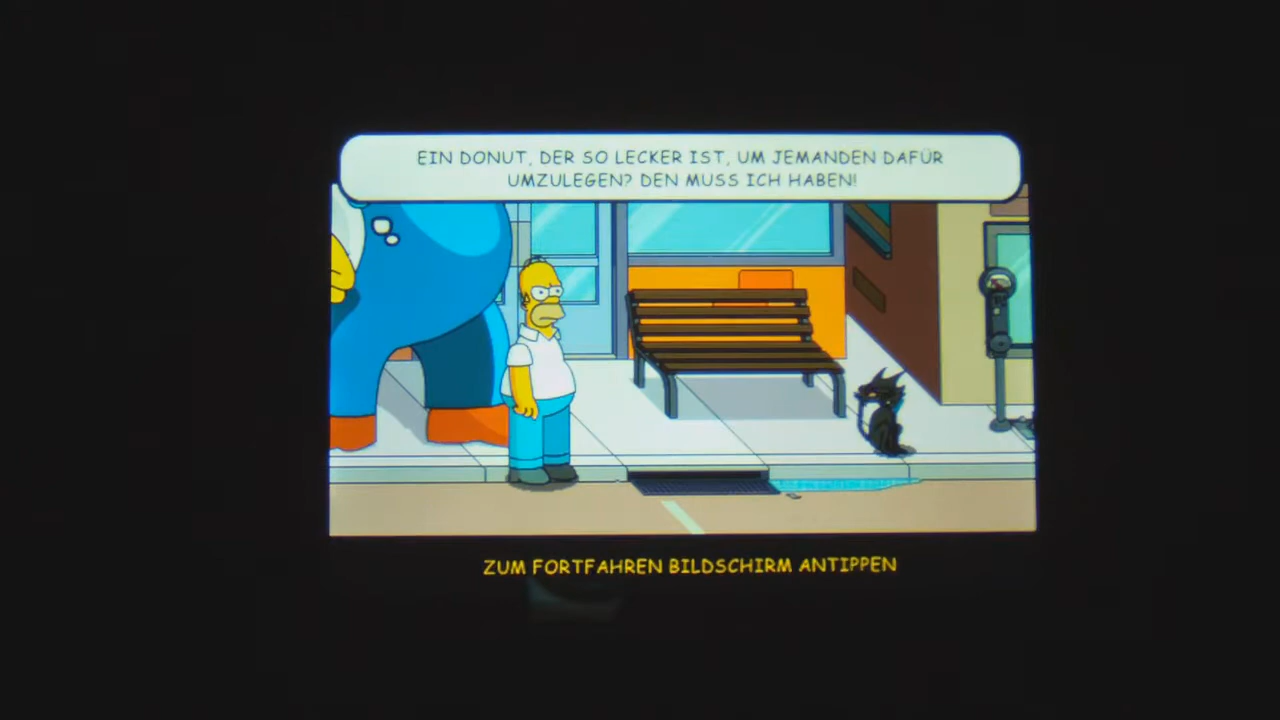 EIN DONUT, DER SO LECKER IST, UM JEMANDEN DAFÜR
UMZULEGEN? DEN MUSS ICH HABEN!
ZUM FORTFAHREN BILDSCHIRM ANTIPPEN